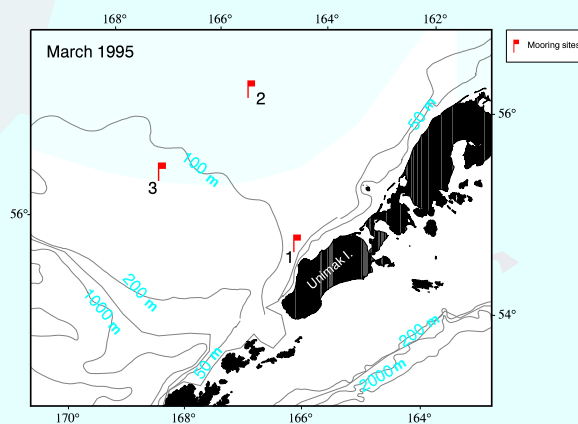 168° 166° 164° 162°
March 1995
Mooring sites
2
50 m
56°
100 m
3
56°
1
Unimak I.
200 m
1000 m
54°
200 m
50 m
2000 m
170° 168° 166° 164°